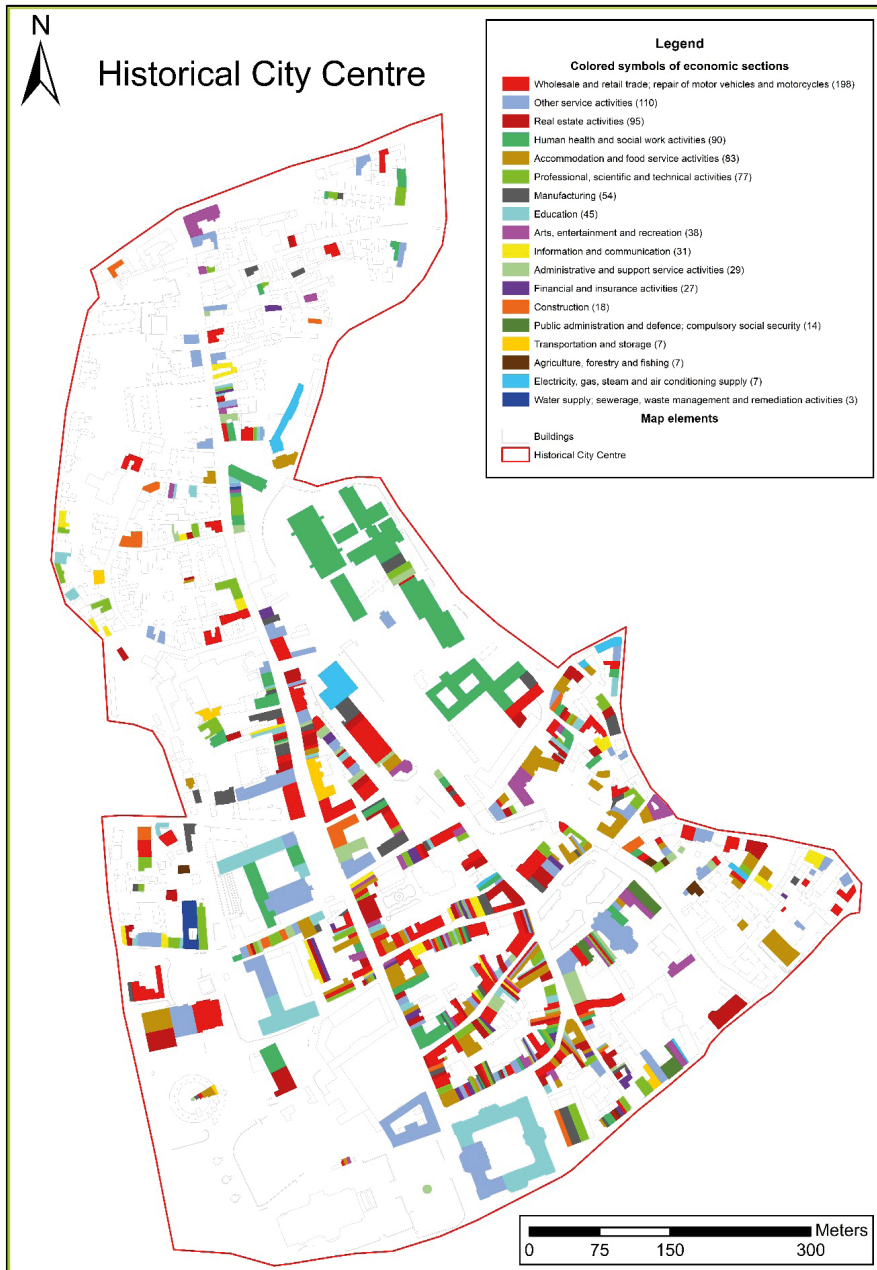 N
Historical City Centre
Legend
Colored symbols of economic sections
Wholesale and retail trade; repair of motor vehicles and motorcycles (198)
Other service activities (110)
Real estate activities (95)
Human health and social work activities (90)
Accommodation and food service activities (83)
Professional, scientific and technical activities (77)
Manufacturing (54)
Education (45)
Arts, entertainment and recreation (38)
Information and communication (31)
Administrative and support service activities (29)
Financial and insurance activities (27)
Construction (18)
Public administration and defence; compulsory social security (14)
Transportation and storage (7)
Agriculture, forestry and fishing (7)
Electricity, gas, steam and air conditioning supply (7)
Water supply; sewerage, waste management and remediation activities (3)
Map elements
Buildings
Historical City Centre
Meters
0 75 150 300